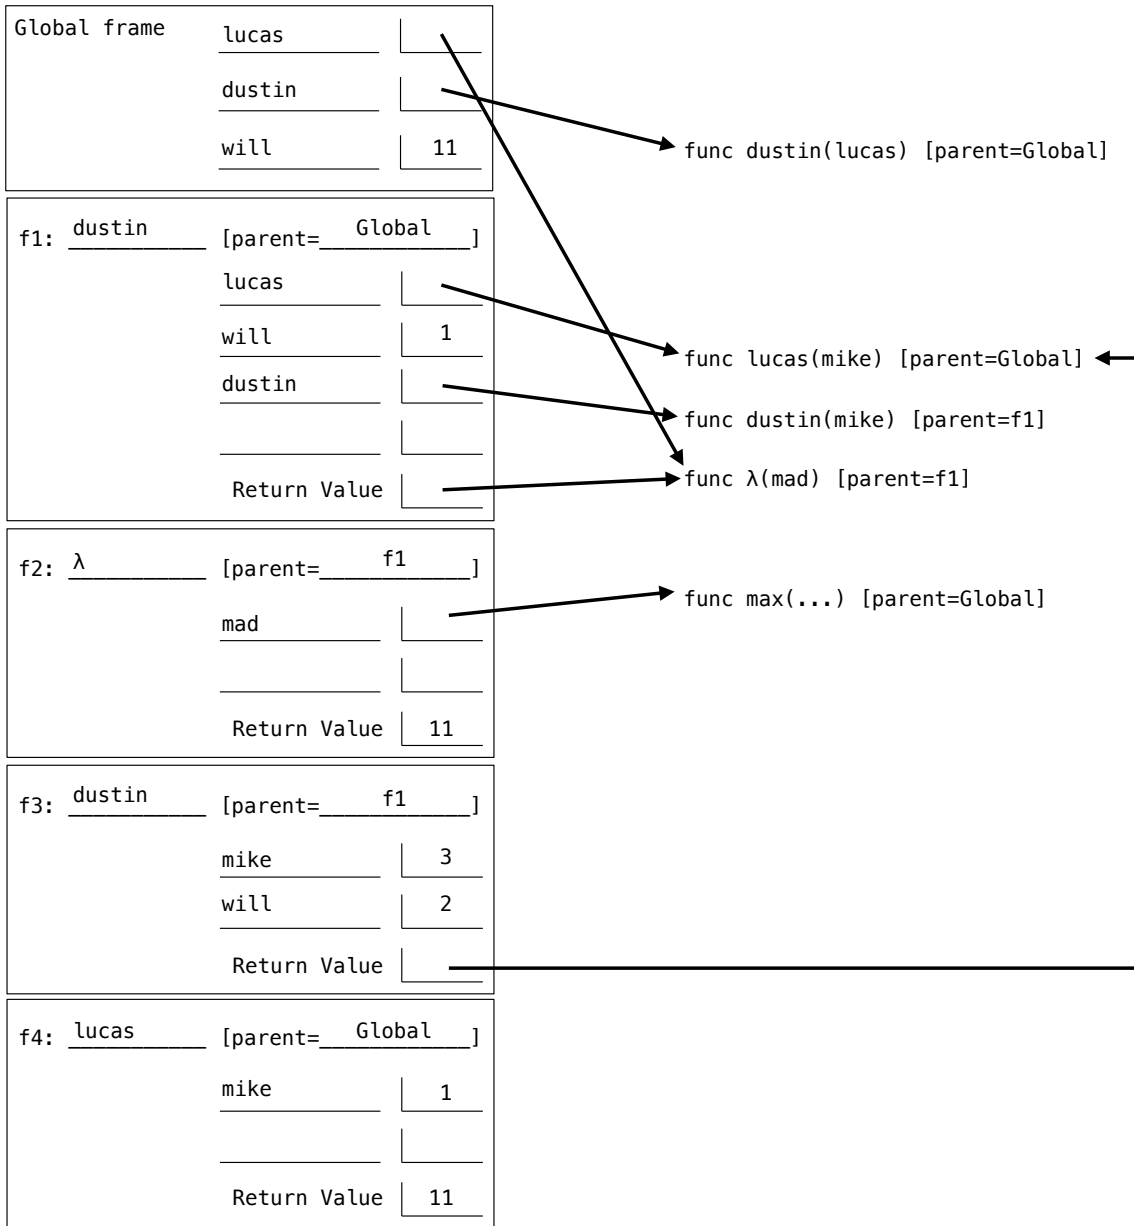 Global frame
lucas
dustin
will 11
func dustin(lucas) [parent=Global]
f1: dustin [parent=Global]
lucas
will 1
func lucas(mike) [parent=Global]
dustin
func dustin(mike) [parent=f1]
Return Value
func λ(mad) [parent=f1]
f2: λ [parent=f1]
mad
func max(...) [parent=Global]
Return Value 11
f3: dustin [parent=f1]
mike 3
will 2
Return Value
f4: lucas [parent=Global]
mike 1
Return Value 11